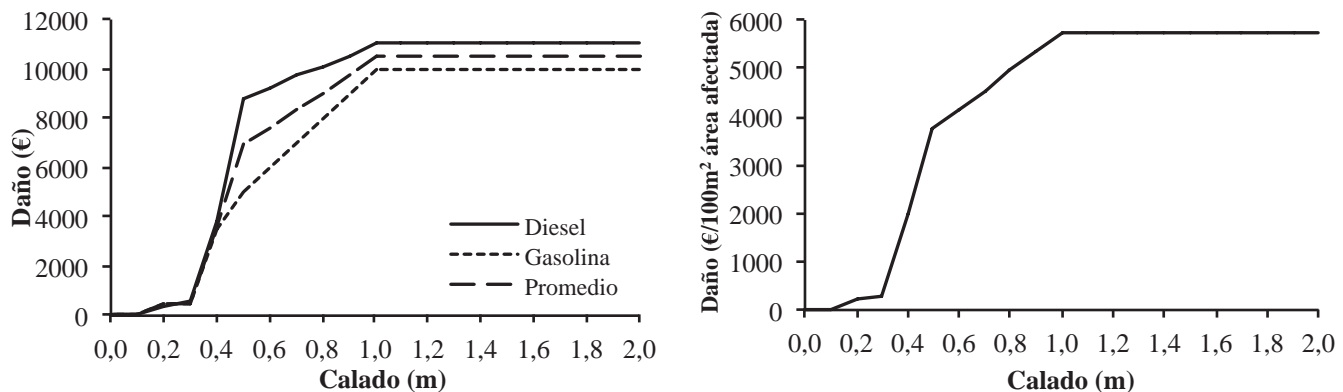 12000
10000
8000
6000
4000
2000
0
Daño (€)
Diesel
Gasolina
Promedio
0,0 0,2 0,4 0,6 0,8 1,0 1,2 1,4 1,6 1,8 2,0
Calado (m)
6000
5000
4000
3000
2000
1000
0
Daño (€/100m² área afectada)
0,0 0,2 0,4 0,6 0,8 1,0 1,2 1,4 1,6 1,8 2,0
Calado (m)